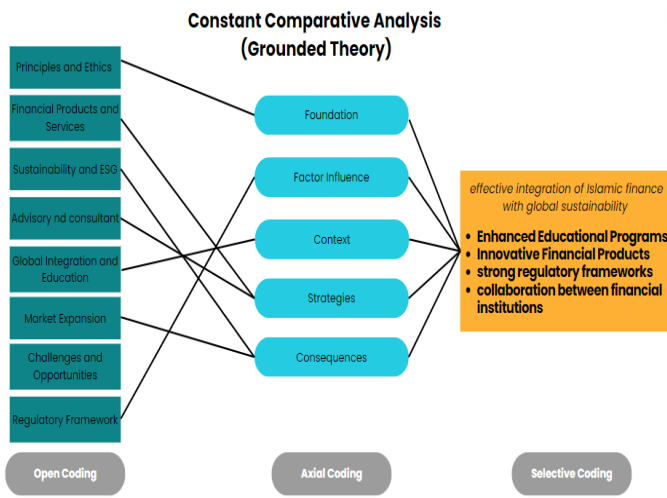 Constant Comparative Analysis
(Grounded Theory)
Principles and Ethics
Financial Products and
Services
Sustainability and ESG
Advisory nd consultant
Global Integration and
Education
Market Expansion
Challenges and
Opportunities
Regulatory Framework
Open Coding
Foundation
Factor Influence
Context
Strategies
Consequences
Axial Coding
effective integration of Islamic finance
with global sustainability
• Enhanced Educational Programs
• Innovative Financial Products
• strong regulatory frameworks
• collaboration between financial
institutions
Selective Coding